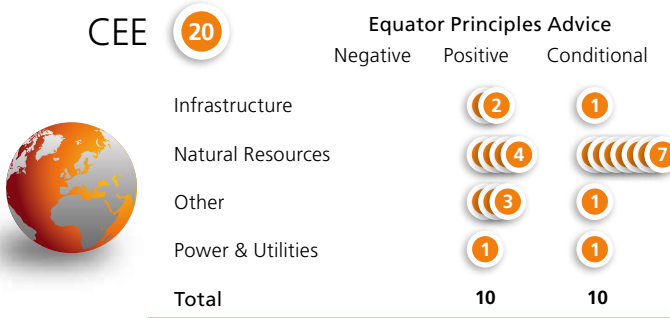 CEE 20 Equator Principles Advice
Negative Positive Conditional
Infrastructure 2 1
Natural Resources 4 7
Other 3 1
Power & Utilities 1 1
Total 10 10